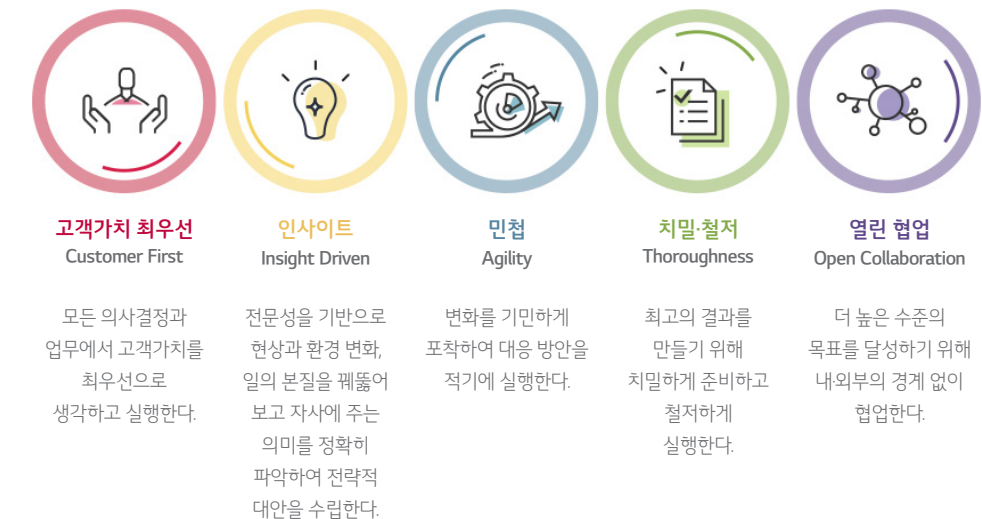 고객가치 최우선
Customer First
모든 의사결정과
업무에서 고객가치를
최우선으로
생각하고 실행한다.
인사이트
Insight Driven
전문성을 기반으로
현상과 환경 변화,
일의 본질을 꿰뚫어
보고 자사에 주는
의미를 정확히
파악하여 전략적
대안을 수립한다.
민첩
Agility
변화를 기민하게
포착하여 대응 방안을
적기에 실행한다.
치밀·철저
Thoroughness
최고의 결과를
만들기 위해
치밀하게 준비하고
철저하게
실행한다.
열린 협업
Open Collaboration
더 높은 수준의
목표를 달성하기 위해
내·외부의 경계 없이
협업한다.